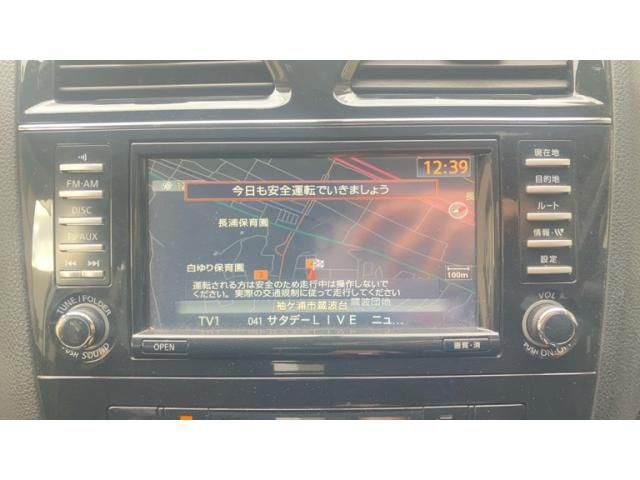 FM·AM
DISC
TV·AUX
TUNE/FOLDER
PUSH SOUND
12:39
今日も安全運転でいきましょう
長
長浦保育園
白ゆり保育園
100m
運転される方は安全のため走行中は操作しないで
ください。実際の交通規制に従って走行してください
蔵波団地
袖ケ浦市蔵波台
TV1 041 サタデーＬＩＶＥ ニュ...
OPEN
画質・消
現在地
目的地
ルート
情報・
設定
VOL
PUSH ON·OFF